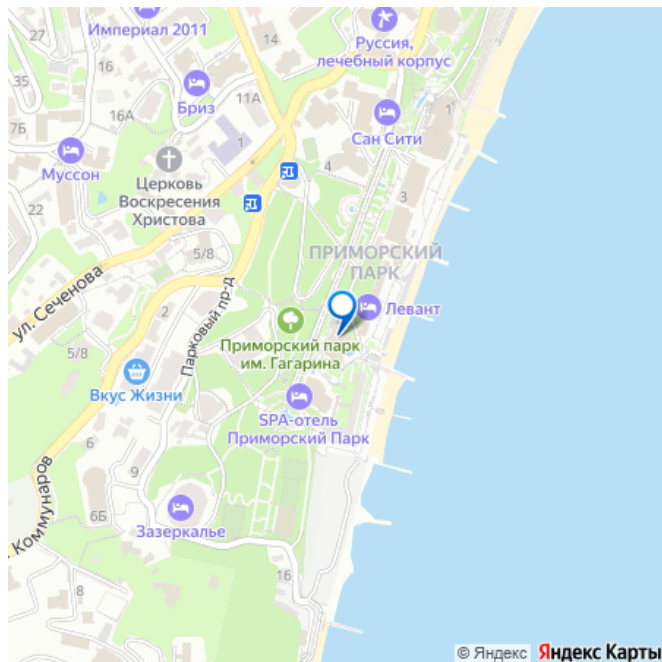 27
Империал 2011
14
Руссия,
лечебный корпус
35
16А
Бриз
11А
7Б
1
1
Сан Сити
Муссон
Церковь
Воскресения
Христова
4
3
22
5/8
ПРИМОРСКИЙ
ПАРК
ул. Сеченова
Парковый пр-д
2
Левант
Приморский парк
им. Гагарина
5/8
Вкус Жизни
SPA-отель
Приморский Парк
6
9
Коммунаров
6Б
Зазеркалье
16
8
© Яндекс Яндекс Карты